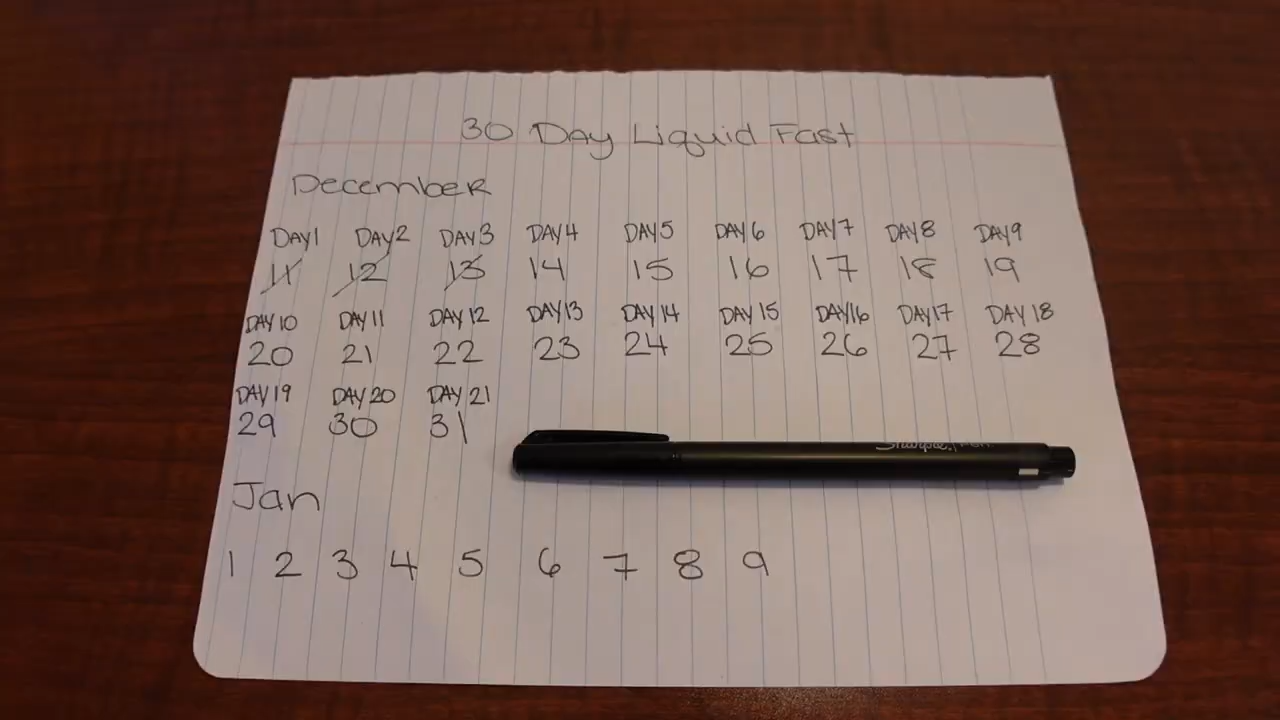 30 Day Liquid Fast
December
DAY1 DAY2 DAY3 DAY4 DAY5 DAY6 DAY7 DAY8 DAY9
11 12 13 14 15 16 17 18 19
DAY10 DAY11 DAY12 DAY13 DAY14 DAY15 DAY16 DAY17 DAY18
20 21 22 23 24 25 26 27 28
DAY19 DAY20 DAY21
29 30 31
Sharpie.
Jan
1 2 3 4 5 6 7 8 9